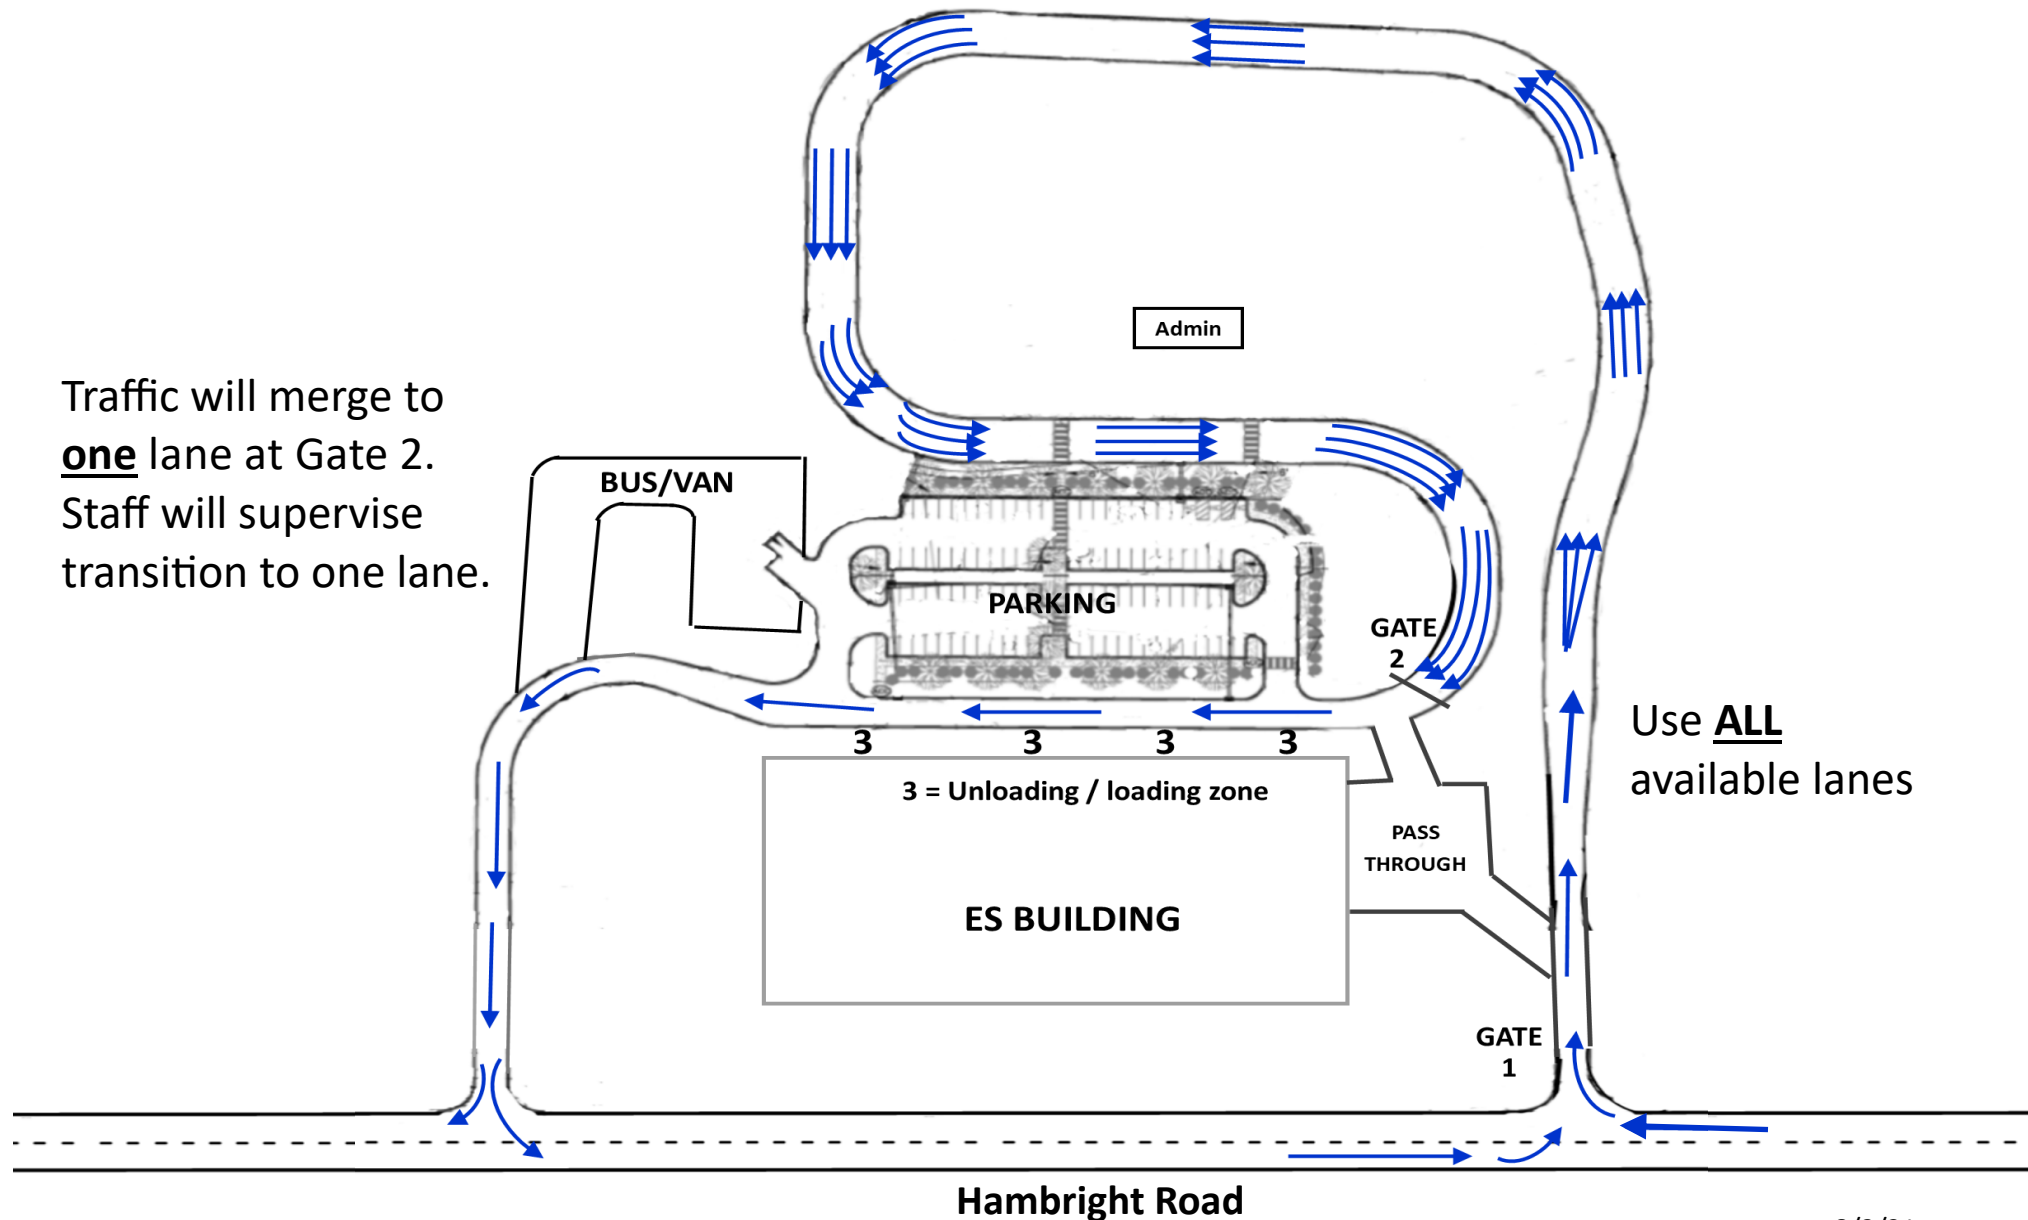 Admin
Traffic will merge to
one lane at Gate 2.
Staff will supervise
transition to one lane.
BUS/VAN
PARKING
GATE
2
Use ALL
available lanes
3 3 3 3
3 = Unloading / loading zone
PASS
THROUGH
ES BUILDING
GATE
1
Hambright Road